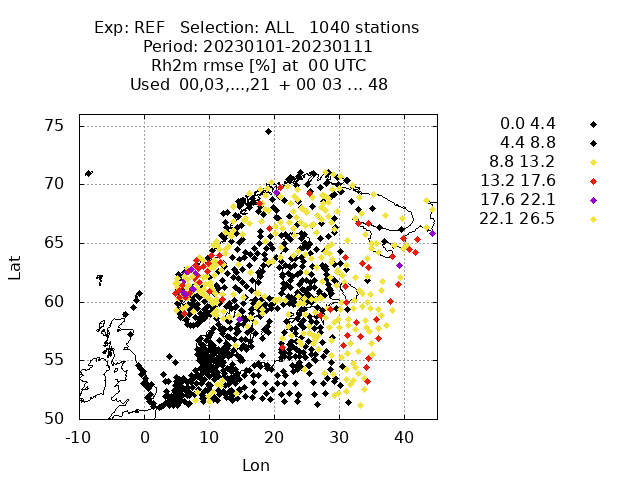 Exp: REF Selection: ALL 1040 stations
Period: 20230101-20230111
Rh2m rmse [%] at 00 UTC
Used 00,03,...,21 + 00 03 ... 48
0.0 4.4
4.4 8.8
8.8 13.2
13.2 17.6
17.6 22.1
22.1 26.5
75
70
65
60
55
50
Lat
-10 0 10 20 30 40
Lon